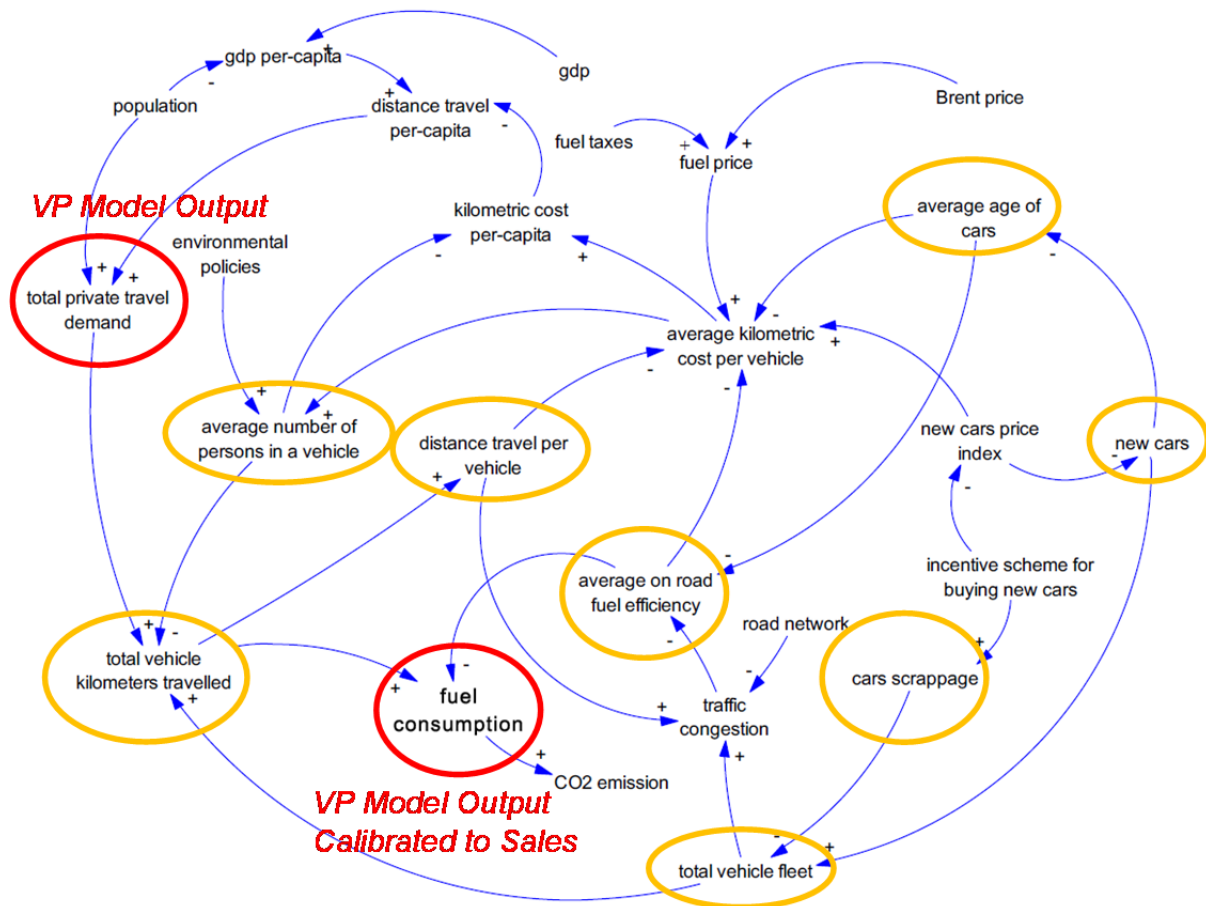 gdp per-capita
+
-
gdp
population
+
distance travel
per-capita
-
Brent price
fuel taxes
+
+
fuel price
VP Model Output
environmental
policies
kilometric cost
per-capita
average age of
cars
-
+
-
+
+
total private travel
demand
+
-
average kilometric
cost per vehicle
+
-
-
+
+
average number of
persons in a vehicle
distance travel per
vehicle
+
new cars price
index
-
new cars
-
-
average on road
fuel efficiency
-
incentive scheme for
buying new cars
road network
+
-
total vehicle
kilometers travelled
+
-
+
fuel
consumption
-
traffic
congestion
+
+
+
cars scrappage
+
CO2 emission
VP Model Output
Calibrated to Sales
-
+
total vehicle fleet